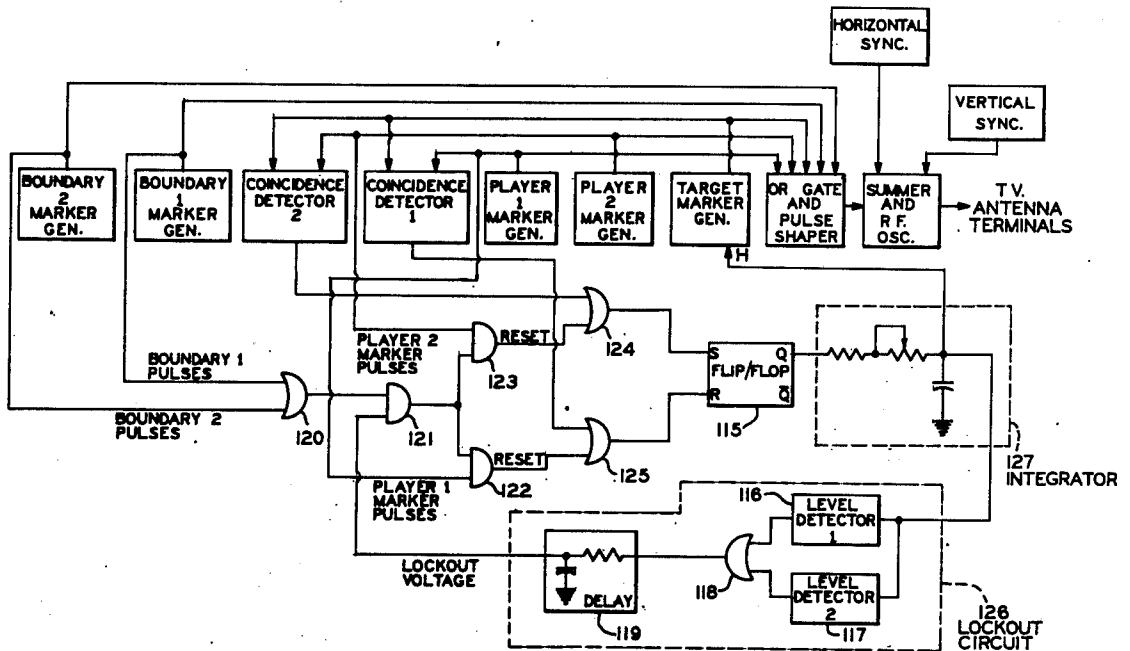 HORIZONTAL
SYNC.
VERTICAL
SYNC.
BOUNDARY
2
MARKER
GEN.
BOUNDARY
1
MARKER
GEN.
COINCIDENCE
DETECTOR
2
COINCIDENCE
DETECTOR
1
PLAYER
1
MARKER
GEN.
PLAYER
2
MARKER
GEN.
TARGET
MARKER
GEN.
OR GATE
AND
PULSE
SHAPER
SUMMER
AND
R F.
OSC.
T V.
ANTENNA
TERMINALS
H
PLAYER 2
MARKER
PULSES
RESET
123
124
BOUNDARY 1
PULSES
BOUNDARY 2
PULSES
120
121
RESET
122
125
PLAYER 1
MARKER
PULSES
S Q
FLIP/FLOP
R Q̅
115
127
INTEGRATOR
116
LEVEL
DETECTOR
1
118
LEVEL
DETECTOR
2
117
LOCKOUT
VOLTAGE
DELAY
119
126
LOCKOUT
CIRCUIT